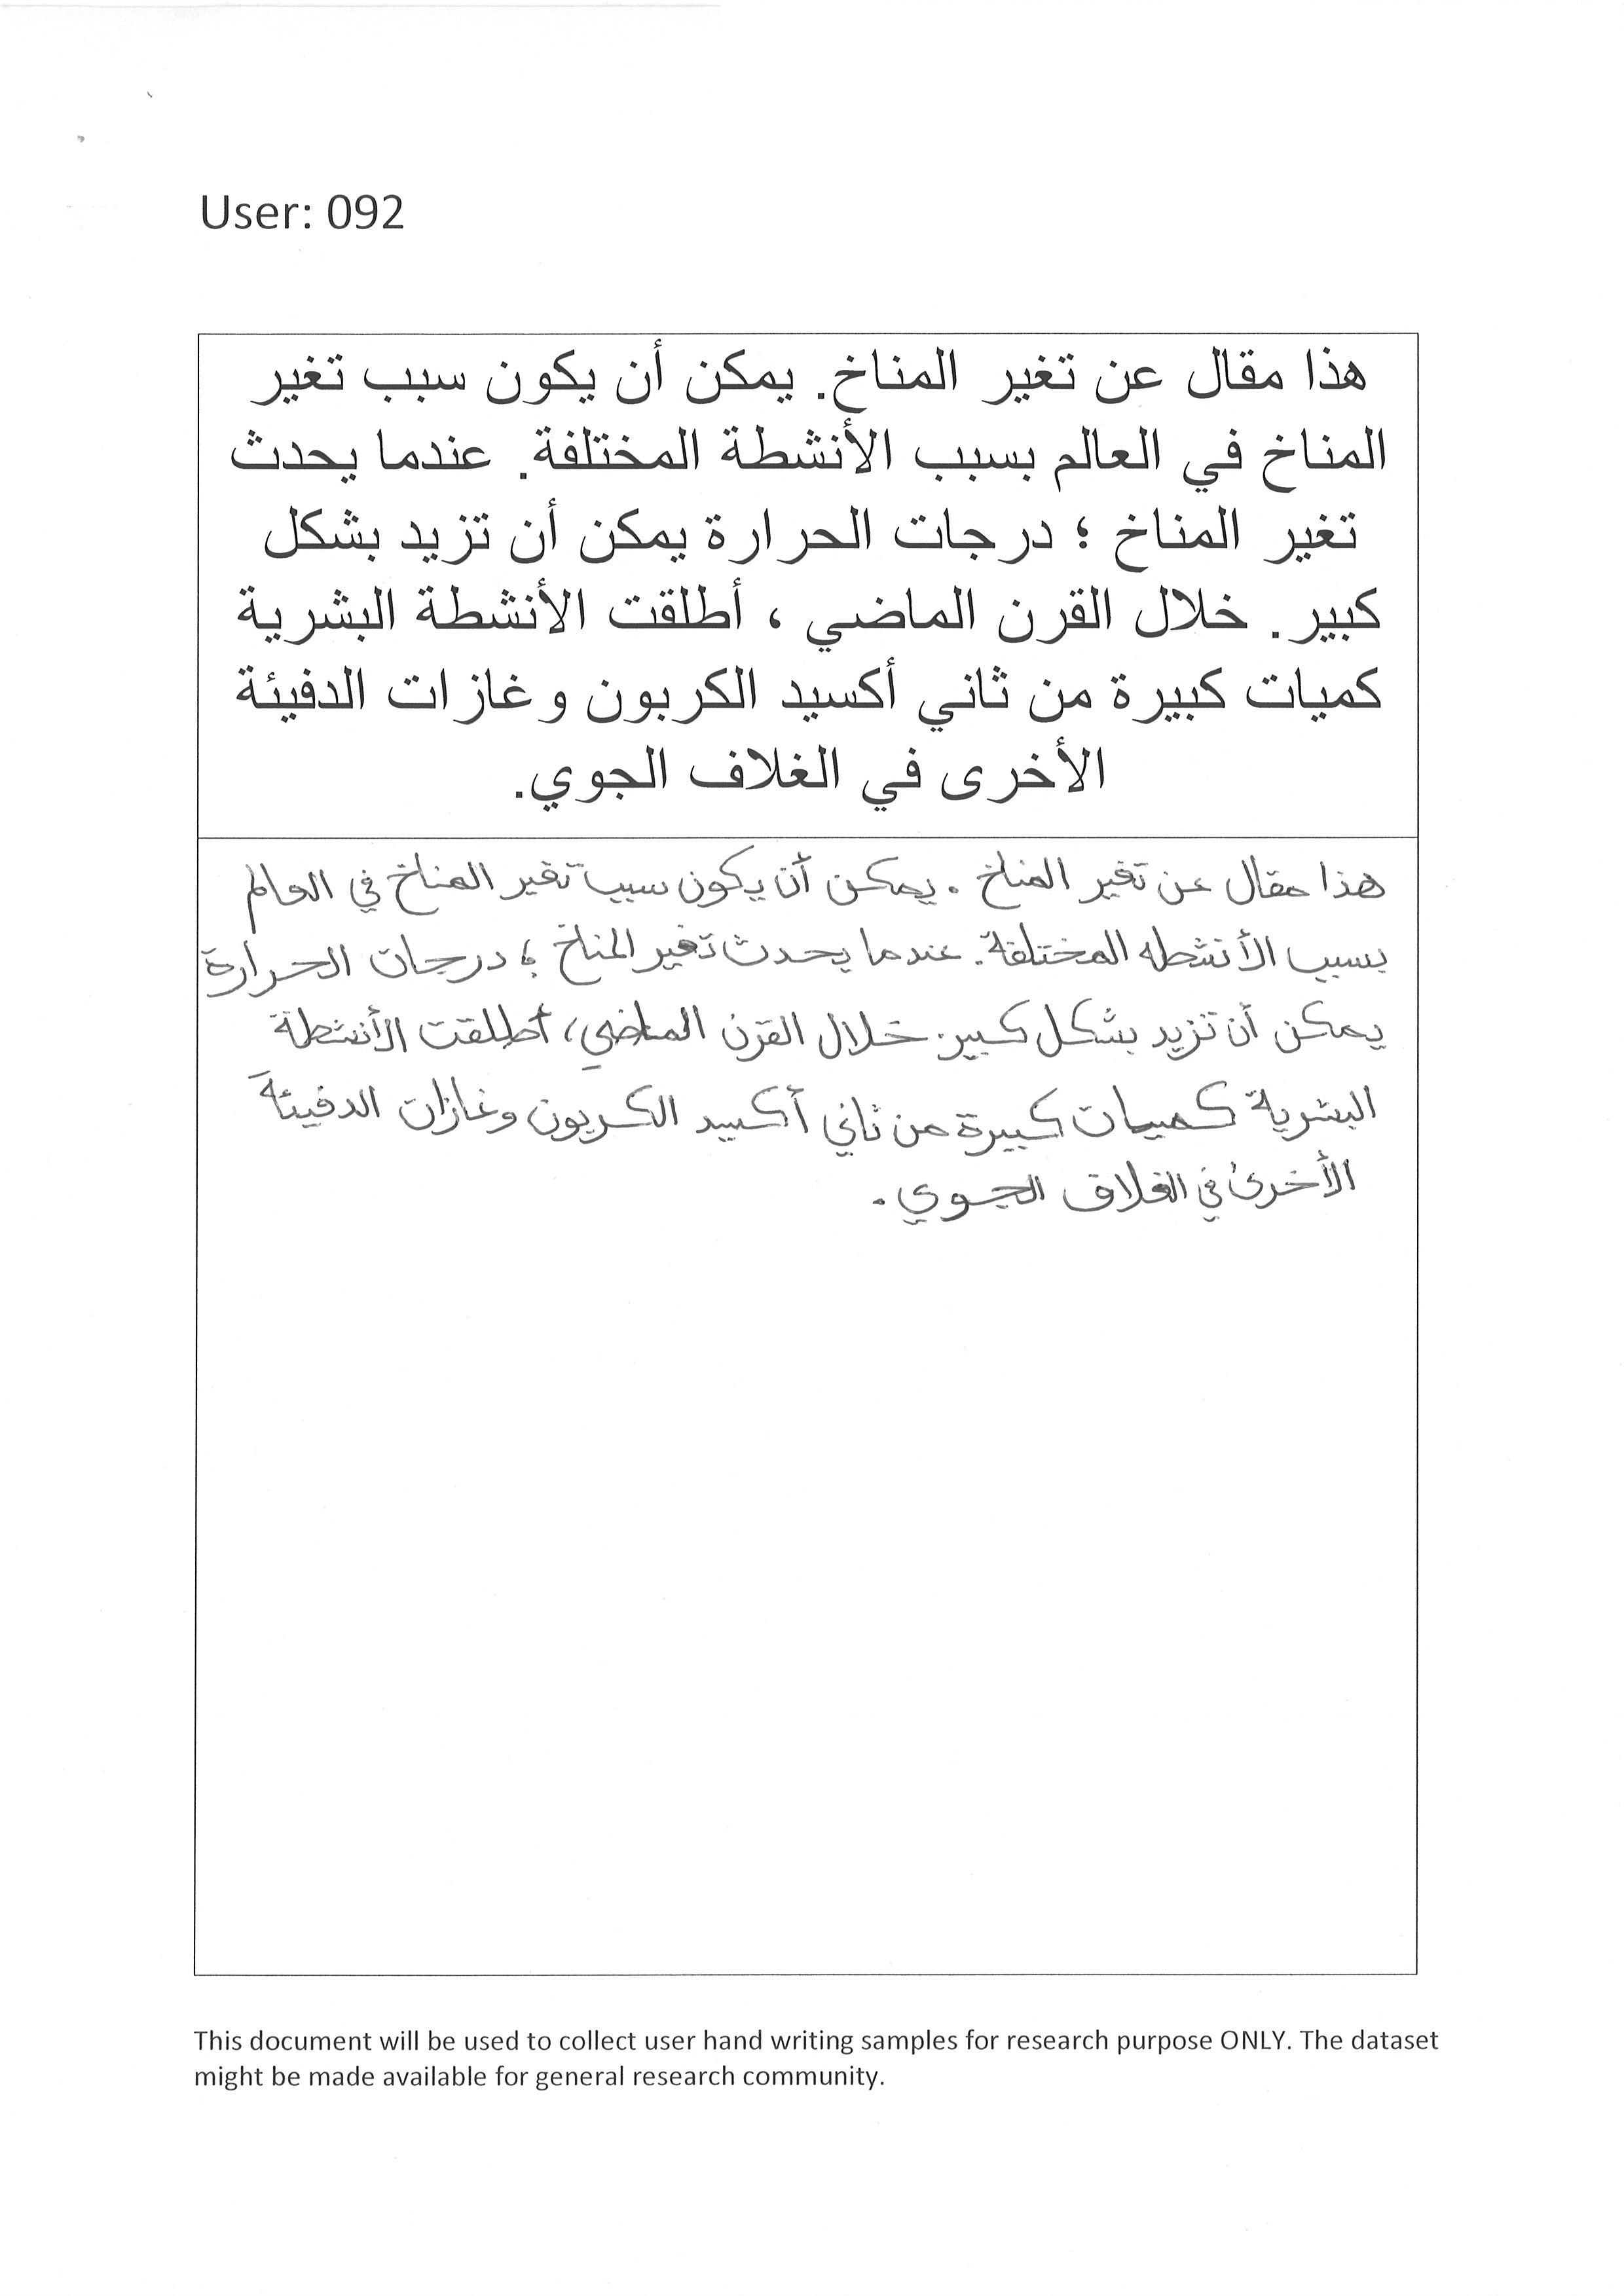 User: 092
هذا مقال عن تغير المناخ. يمكن أن يكون سبب تغير
المناخ في العالم بسبب الأنشطة المختلفة. عندما يحدث
تغير المناخ ؛ درجات الحرارة يمكن أن تزيد بشكل
كبير. خلال القرن الماضي ، أطلقت الأنشطة البشرية
كميات كبيرة من ثاني أكسيد الكربون وغازات الدفيئة
الأخرى في الغلاف الجوي.
هذا مقال عن تغير المناخ . يمكن أن يكون سبب تغير المناخ في العالم
بسبب الأنشطه المختلفة. عندما يحدث تغير المناخ ؛ درجات الحرارة
يمكن أن تزيد بشكل كبير. خلال القرن الماضي، أطلقت الأنشطة
البشرية كميات كبيرة من ثاني أكسيد الكربون وغازات الدفيئة
الأخرى في الغلاق الجوي .
This document will be used to collect user hand writing samples for research purpose ONLY. The dataset
might be made available for general research community.